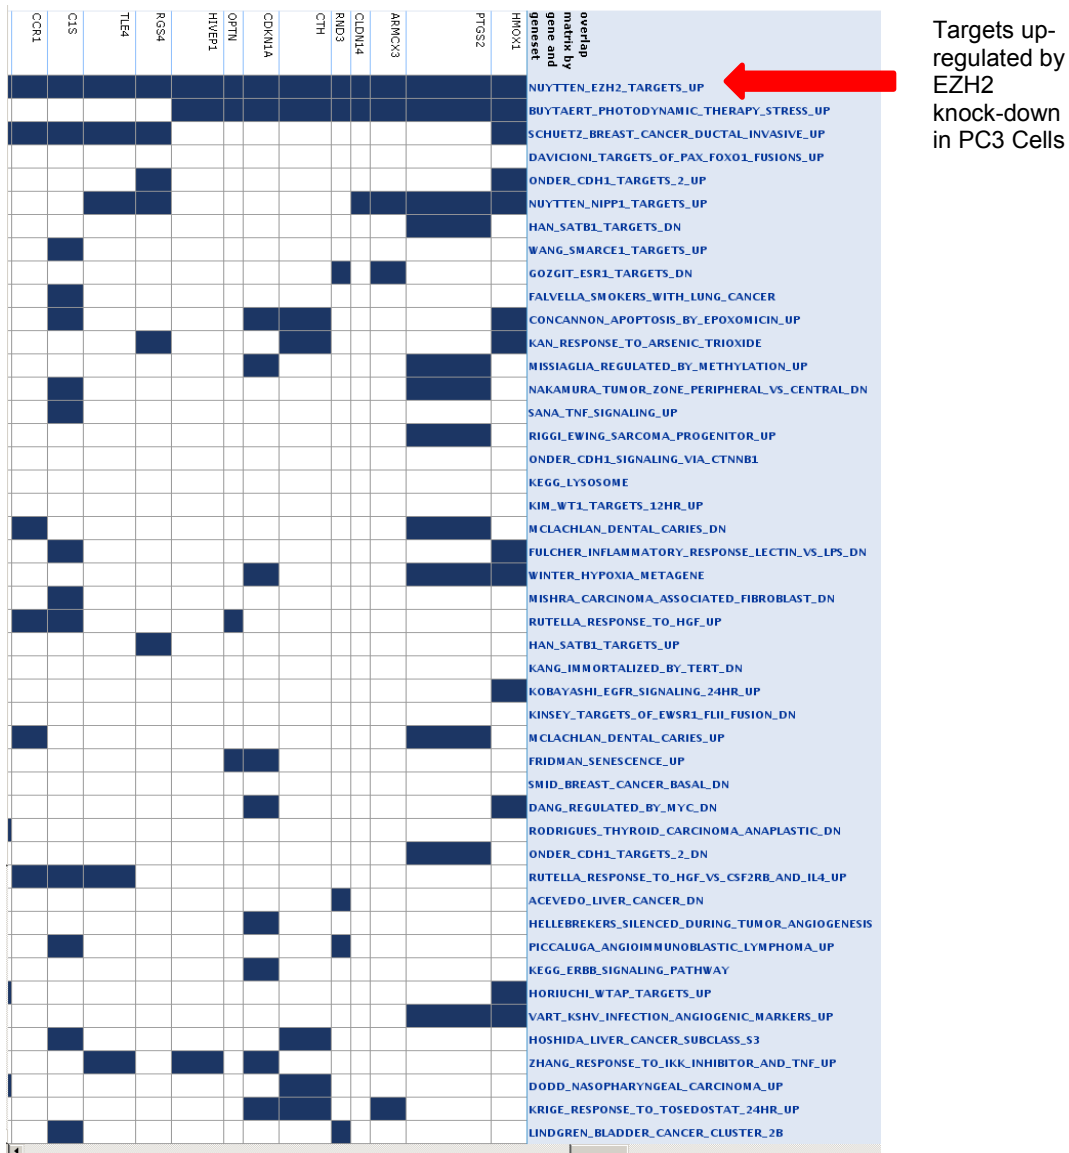 CCR1
C1S
TLE4
RGS4
HIVEP1
OPTN
CDKN1A
CTH
RND3
CLDN14
ARMCX3
PTGS2
HMOX1
overlap
matrix by
gene and
geneset
Targets up-
regulated by
EZH2
knock-down
in PC3 Cells
NUYTTEN_EZH2_TARGETS_UP
BUYTAERT_PHOTODYNAMIC_THERAPY_STRESS_UP
SCHUETZ_BREAST_CANCER_DUCTAL_INVASIVE_UP
DAVICIONI_TARGETS_OF_PAX_FOXO1_FUSIONS_UP
ONDER_CDH1_TARGETS_2_UP
NUYTTEN_NIPP1_TARGETS_UP
HAN_SATB1_TARGETS_DN
WANG_SMARCE1_TARGETS_UP
GOZGIT_ESR1_TARGETS_DN
FALVELLA_SMOKERS_WITH_LUNG_CANCER
CONCANNON_APOPTOSIS_BY_EPOXOMICIN_UP
KAN_RESPONSE_TO_ARSENIC_TRIOXIDE
MISSIAGLIA_REGULATED_BY_METHYLATION_UP
NAKAMURA_TUMOR_ZONE_PERIPHERAL_VS_CENTRAL_DN
SANA_TNF_SIGNALING_UP
RIGGI_EWING_SARCOMA_PROGENITOR_UP
ONDER_CDH1_SIGNALING_VIA_CTNNB1
KEGG_LYSOSOME
KIM_WT1_TARGETS_12HR_UP
MCLACHLAN_DENTAL_CARIES_DN
FULCHER_INFLAMMATORY_RESPONSE_LECTIN_VS_LPS_DN
WINTER_HYPOXIA_METAGENE
MISHRA_CARCINOMA_ASSOCIATED_FIBROBLAST_DN
RUTELLA_RESPONSE_TO_HGF_UP
HAN_SATB1_TARGETS_UP
KANG_IMMORTALIZED_BY_TERT_DN
KOBAYASHI_EGFR_SIGNALING_24HR_UP
KINSEY_TARGETS_OF_EWSR1_FLII_FUSION_DN
MCLACHLAN_DENTAL_CARIES_UP
FRIDMAN_SENESCENCE_UP
SMID_BREAST_CANCER_BASAL_DN
DANG_REGULATED_BY_MYC_DN
RODRIGUES_THYROID_CARCINOMA_ANAPLASTIC_DN
ONDER_CDH1_TARGETS_2_DN
RUTELLA_RESPONSE_TO_HGF_VS_CSF2RB_AND_IL4_UP
ACEVEDO_LIVER_CANCER_DN
HELLEBREKERS_SILENCED_DURING_TUMOR_ANGIOGENESIS
PICCALUGA_ANGIOIMMUNOBLASTIC_LYMPHOMA_UP
KEGG_ERBB_SIGNALING_PATHWAY
HORIUCHI_WTAP_TARGETS_UP
VART_KSHV_INFECTION_ANGIOGENIC_MARKERS_UP
HOSHIDA_LIVER_CANCER_SUBCLASS_S3
ZHANG_RESPONSE_TO_IKK_INHIBITOR_AND_TNF_UP
DODD_NASOPHARYNGEAL_CARCINOMA_UP
KRIGE_RESPONSE_TO_TOSEDOSTAT_24HR_UP
LINDGREN_BLADDER_CANCER_CLUSTER_2B